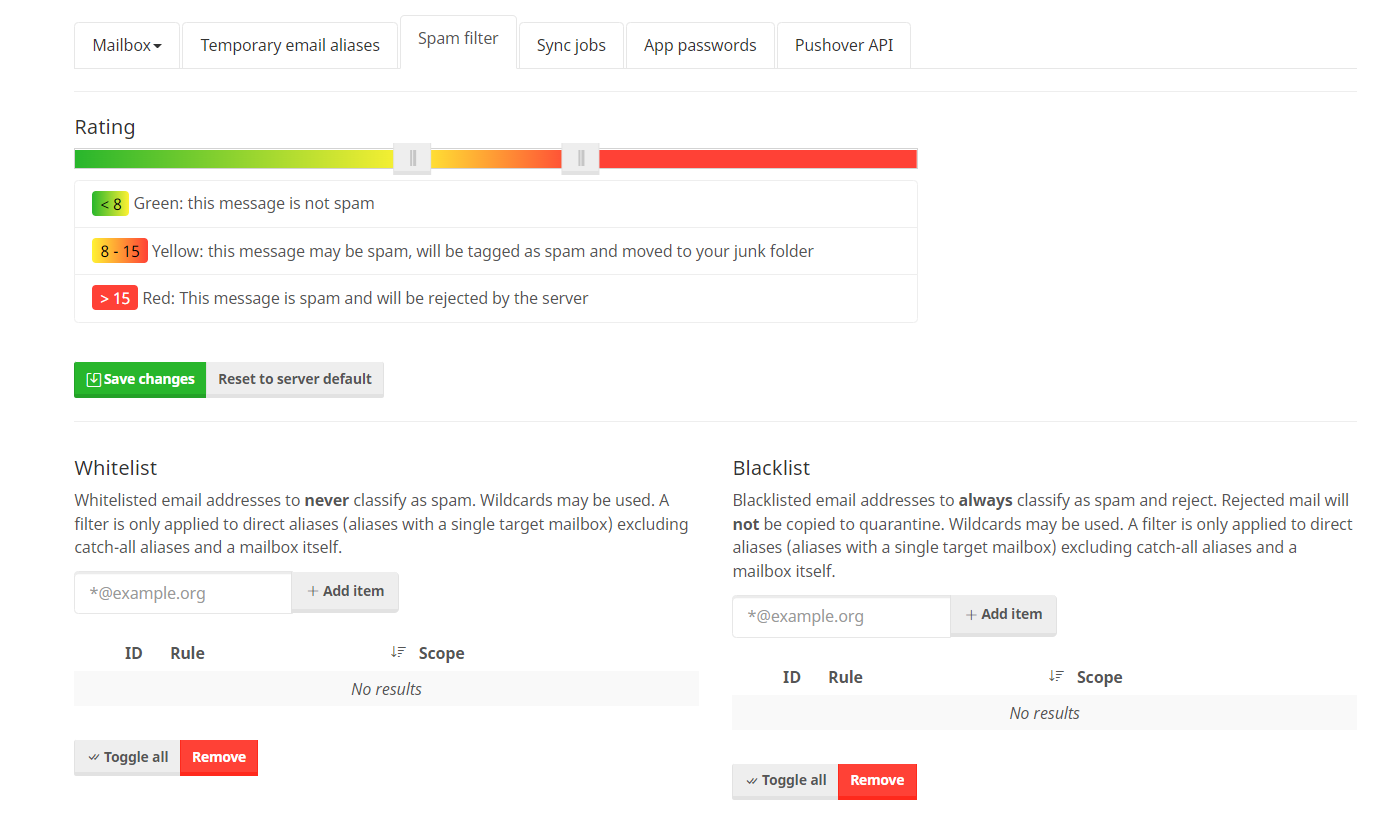 Mailbox
Temporary email aliases
Spam filter
Sync jobs
App passwords
Pushover API
Rating
< 8 Green: this message is not spam
8 - 15 Yellow: this message may be spam, will be tagged as spam and moved to your junk folder
> 15 Red: This message is spam and will be rejected by the server
Save changes
Reset to server default
Whitelist
Whitelisted email addresses to never classify as spam. Wildcards may be used. A
filter is only applied to direct aliases (aliases with a single target mailbox) excluding
catch-all aliases and a mailbox itself.
*@example.org
+ Add item
ID Rule Scope
No results
Toggle all
Remove
Blacklist
Blacklisted email addresses to always classify as spam and reject. Rejected mail will
not be copied to quarantine. Wildcards may be used. A filter is only applied to direct
aliases (aliases with a single target mailbox) excluding catch-all aliases and a
mailbox itself.
*@example.org
+ Add item
ID Rule Scope
No results
Toggle all
Remove